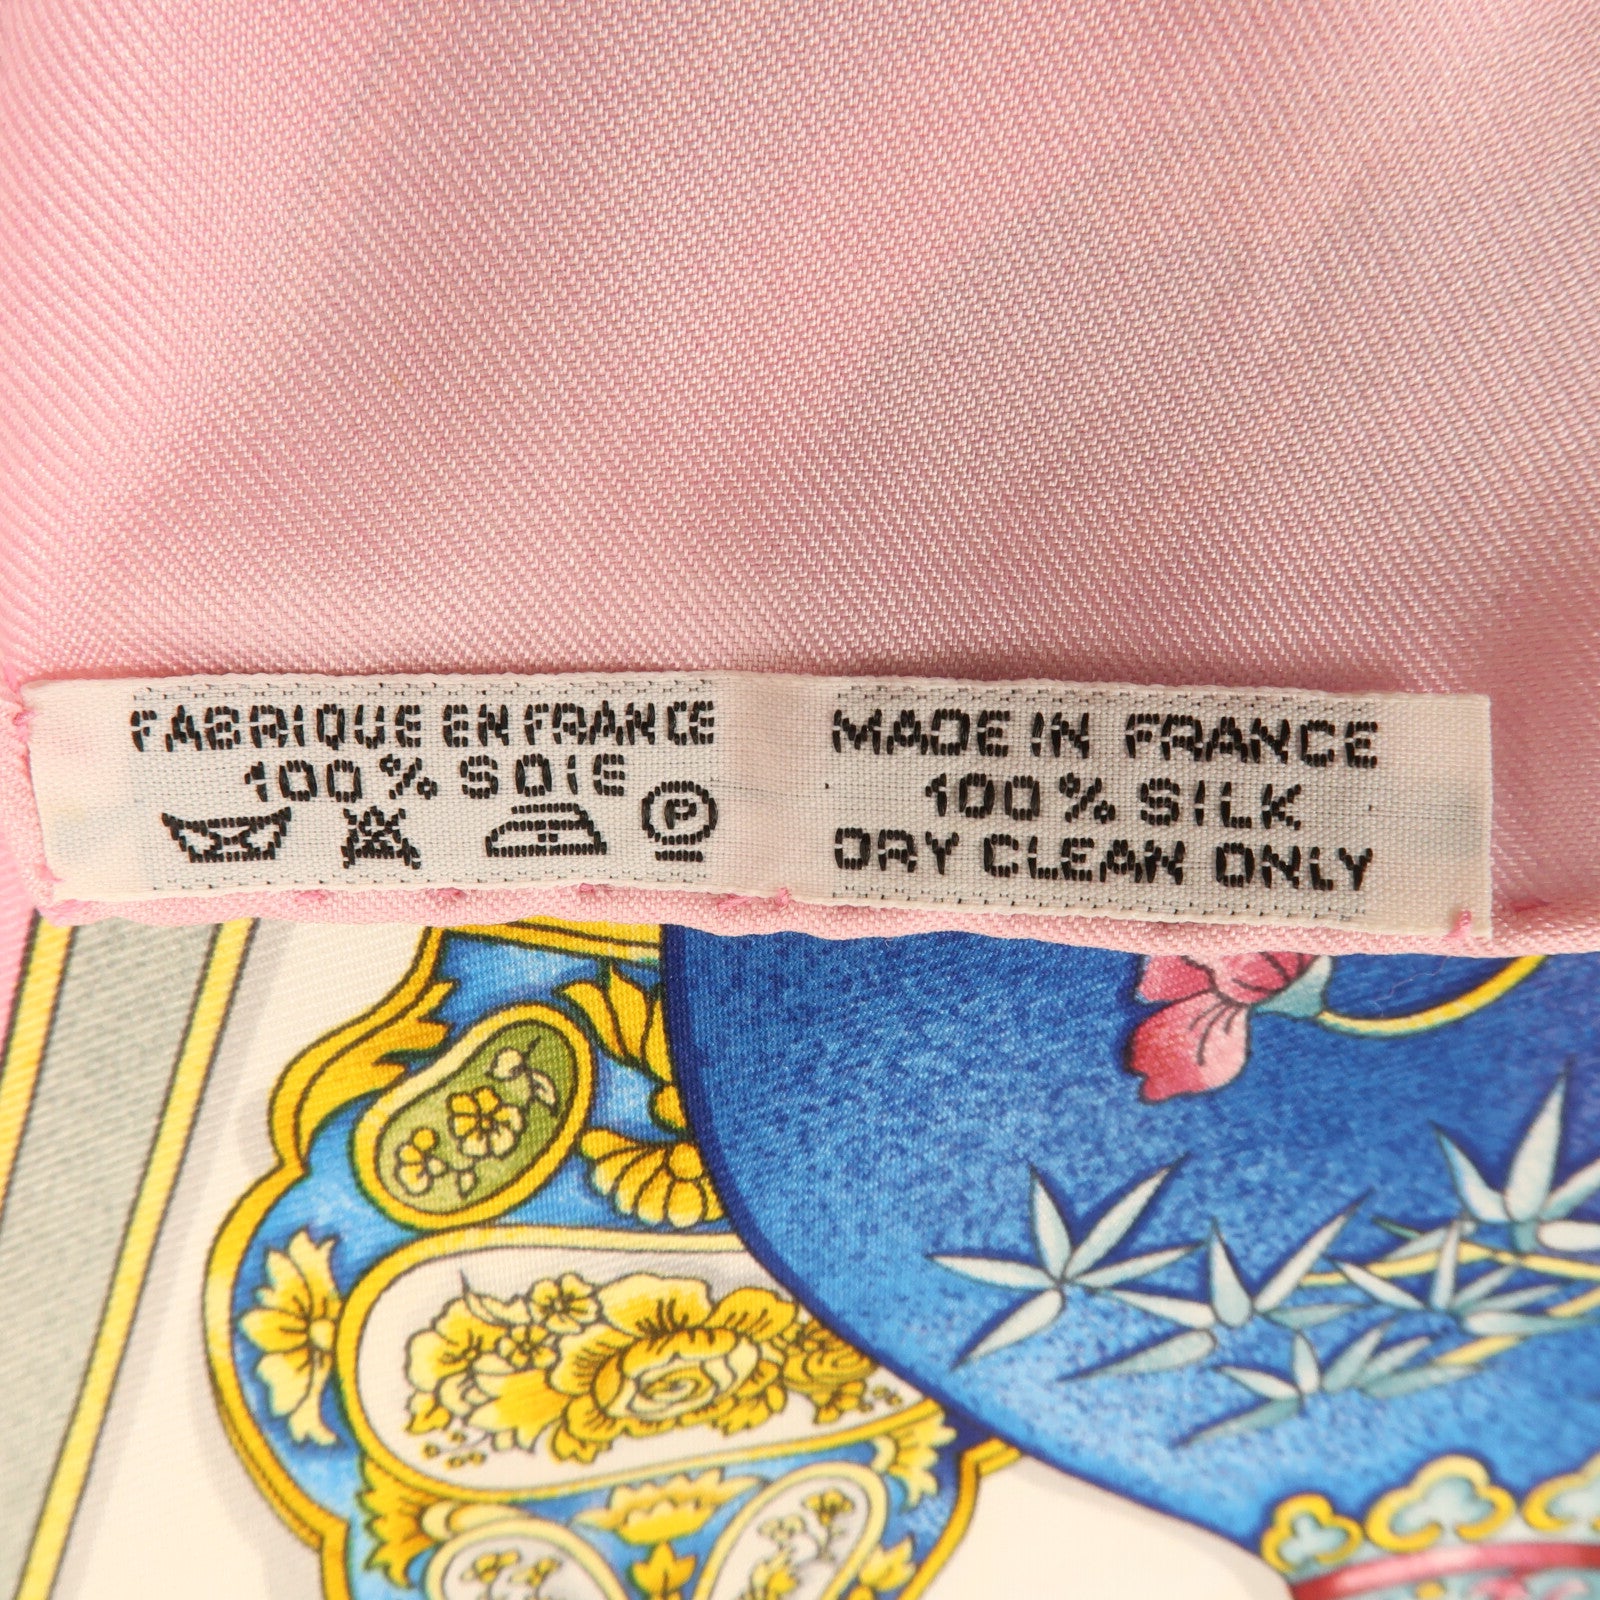 FABRIQUE EN FRANCE
100% SOIE
P
MADE IN FRANCE
100% SILK
DRY CLEAN ONLY